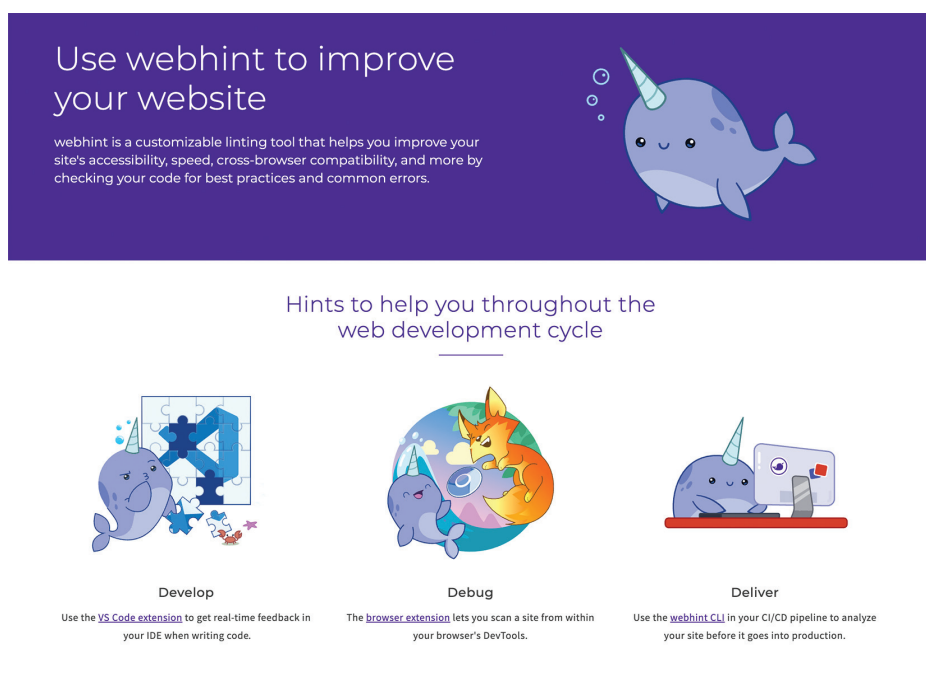 Use webhint to improve
your website
webhint is a customizable linting tool that helps you improve your
site's accessibility, speed, cross-browser compatibility, and more by
checking your code for best practices and common errors.
Hints to help you throughout the
web development cycle
Develop
Use the VS Code extension to get real-time feedback in
your IDE when writing code.
Debug
The browser extension lets you scan a site from within
your browser's DevTools.
Deliver
Use the webhint CLI in your CI/CD pipeline to analyze
your site before it goes into production.